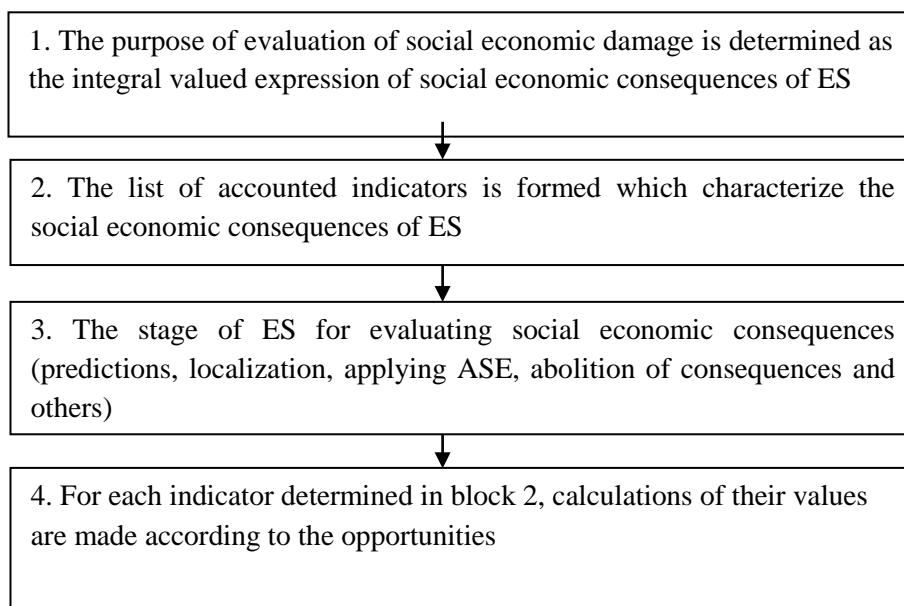 1. The purpose of evaluation of social economic damage is determined as
the integral valued expression of social economic consequences of ES
2. The list of accounted indicators is formed which characterize the
social economic consequences of ES
3. The stage of ES for evaluating social economic consequences
(predictions, localization, applying ASE, abolition of consequences and
others)
4. For each indicator determined in block 2, calculations of their values
are made according to the opportunities